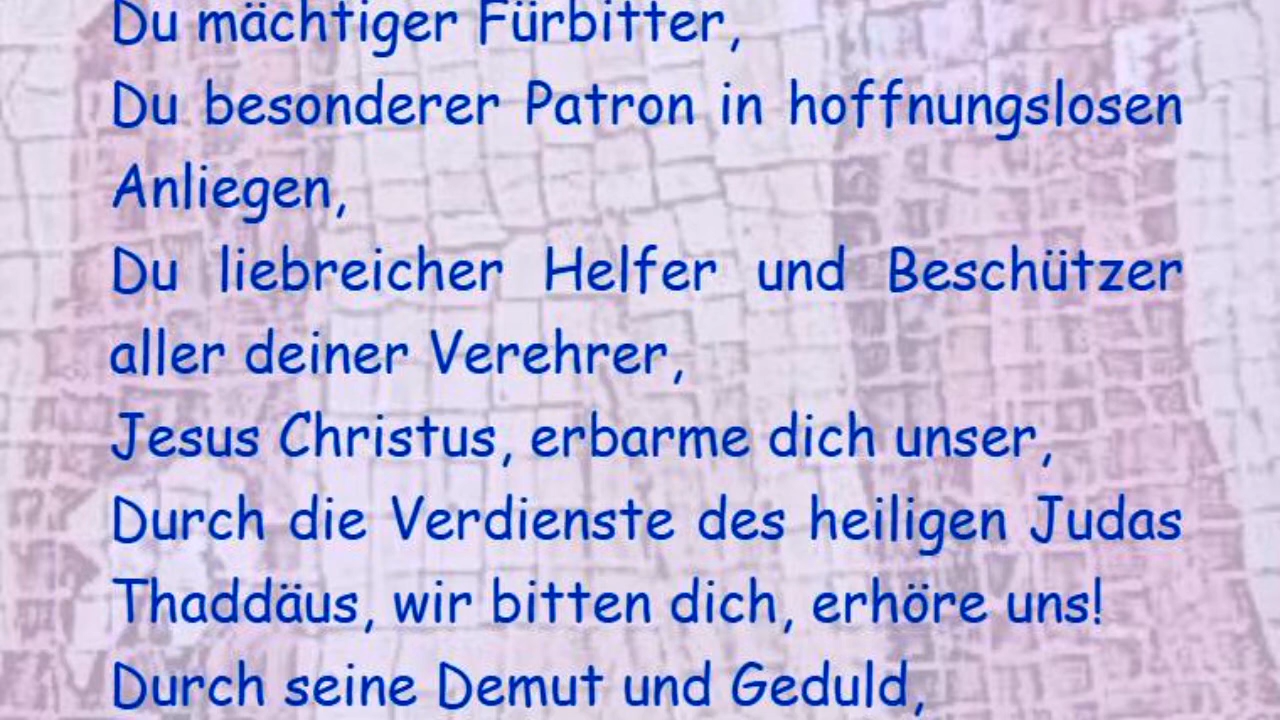 Du mächtiger Fürbitter,
Du besonderer Patron in hoffnungslosen
Anliegen,
Du liebreicher Helfer und Beschützer
aller deiner Verehrer,
Jesus Christus, erbarme dich unser,
Durch die Verdienste des heiligen Judas
Thaddäus, wir bitten dich, erhöre uns!
Durch seine Demut und Geduld,